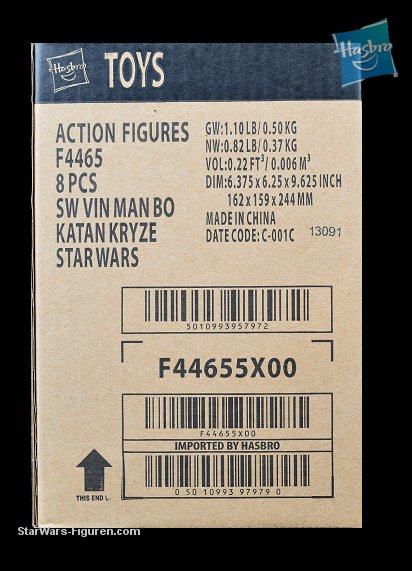 Hasbro
Hasbro TOYS
ACTION FIGURES
F4465
8 PCS
SW VIN MAN BO
KATAN KRYZE
STAR WARS
GW:1.10 LB/ 0.50 KG
NW:0.82 LB/ 0.37 KG
VOL:0.22 FT³/ 0.006 M³
DIM:6.375 x 6.25 x 9.625 INCH
162 x 159 x 244 MM
MADE IN CHINA
DATE CODE: C-001C 13091
5010993957972
F44655X00
F44655X00
IMPORTED BY HASBRO
0 50 10993 97979 0
THIS END U
StarWars-Figuren.com